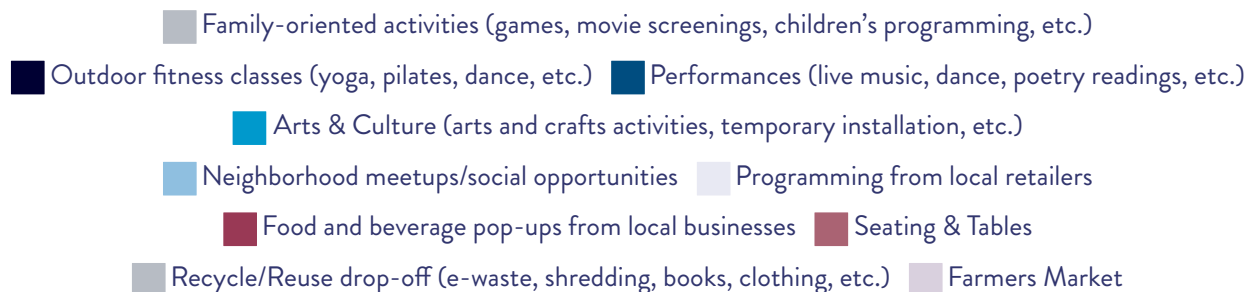 Family-oriented activities (games, movie screenings, children's programming, etc.)
Outdoor fitness classes (yoga, pilates, dance, etc.) Performances (live music, dance, poetry readings, etc.)
Arts & Culture (arts and crafts activities, temporary installation, etc.)
Neighborhood meetups/social opportunities Programming from local retailers
Food and beverage pop-ups from local businesses Seating & Tables
Recycle/Reuse drop-off (e-waste, shredding, books, clothing, etc.) Farmers Market